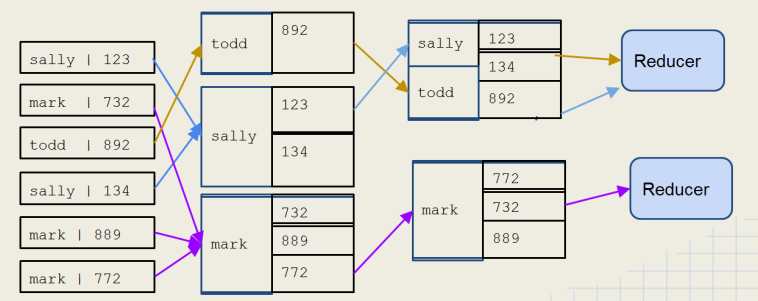 sally | 123
mark | 732
todd | 892
sally | 134
mark | 889
mark | 772
todd 892
sally 123
134
mark 732
889
772
sally 123
134
todd 892
mark 772
732
889
Reducer
Reducer